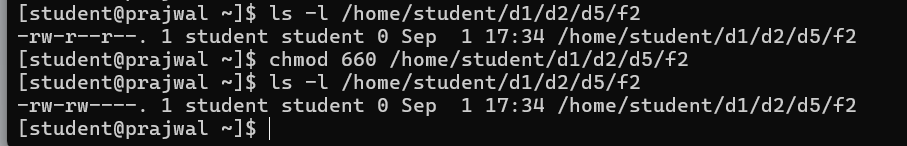 [student@prajwal ~]$ ls -l /home/student/d1/d2/d5/f2
-rw-r--r--. 1 student student 0 Sep  1 17:34 /home/student/d1/d2/d5/f2
[student@prajwal ~]$ chmod 660 /home/student/d1/d2/d5/f2
[student@prajwal ~]$ ls -l /home/student/d1/d2/d5/f2
-rw-rw----. 1 student student 0 Sep  1 17:34 /home/student/d1/d2/d5/f2
[student@prajwal ~]$